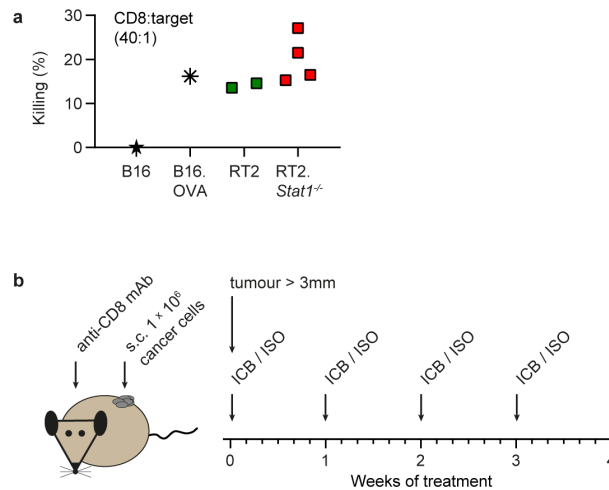 a
CD8:target
(40:1)
Killing (%)
30
20
10
0
B16
B16.
OVA
RT2
RT2.
Stat1-/-
b
anti-CD8 mAb
s.c. 1 × 10⁶
cancer cells
tumour > 3mm
ICB / ISO
ICB / ISO
ICB / ISO
ICB / ISO
0
1
2
3
4
Weeks of treatment